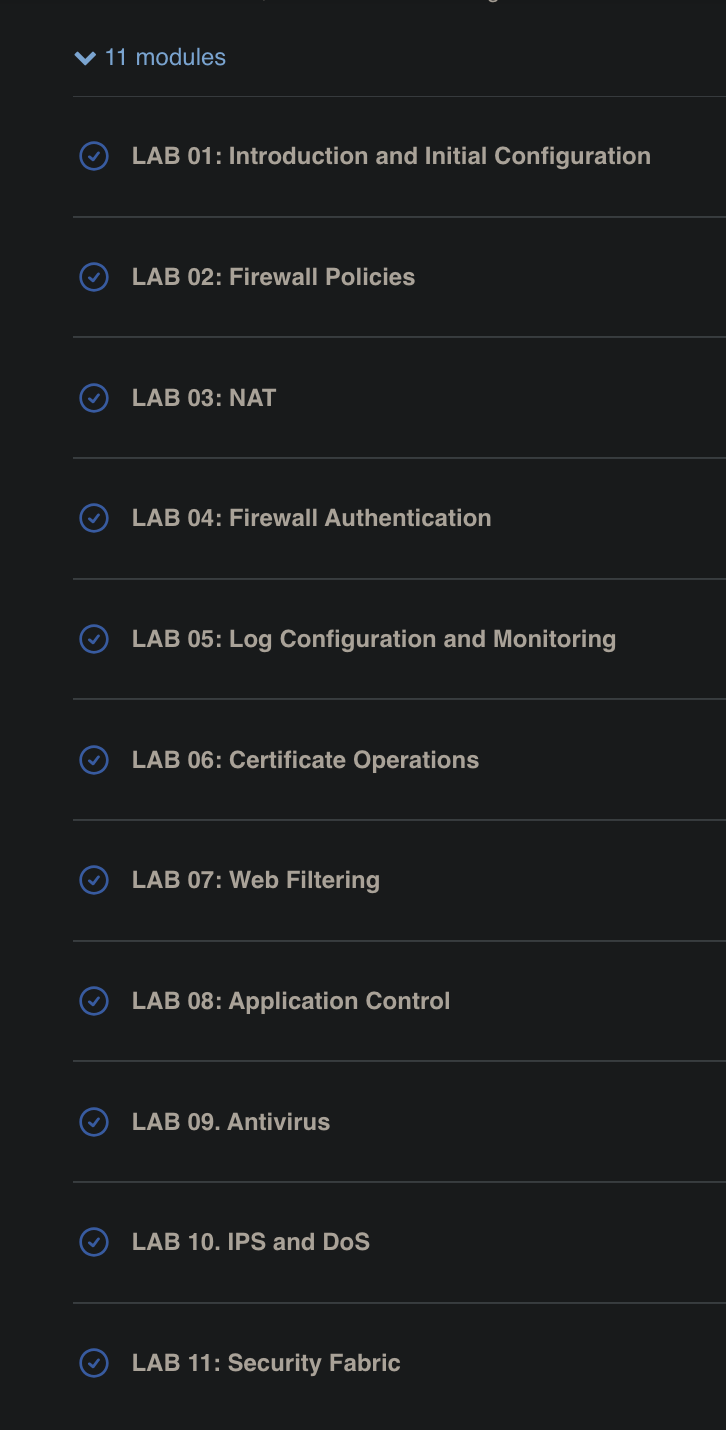 11 modules
LAB 01: Introduction and Initial Configuration
LAB 02: Firewall Policies
LAB 03: NAT
LAB 04: Firewall Authentication
LAB 05: Log Configuration and Monitoring
LAB 06: Certificate Operations
LAB 07: Web Filtering
LAB 08: Application Control
LAB 09. Antivirus
LAB 10. IPS and DoS
LAB 11: Security Fabric